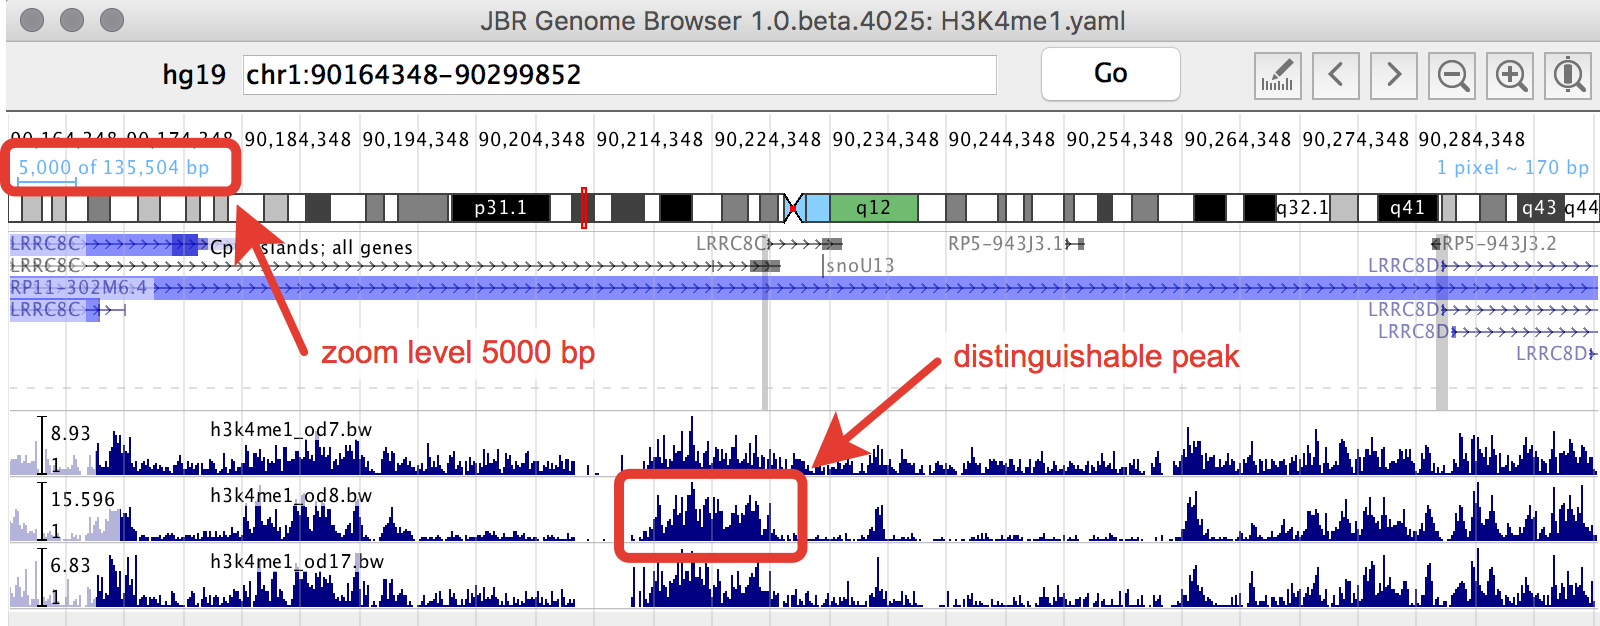 JBR Genome Browser 1.0.beta.4025: H3K4me1.yaml
hg19 chr1:90164348-90299852 Go
90,164,348 90,174,348 90,184,348 90,194,348 90,204,348 90,214,348 90,224,348 90,234,348 90,244,348 90,254,348 90,264,348 90,274,348 90,284,348
5,000 of 135,504 bp 1 pixel ~ 170 bp
p31.1 q12 q32.1 q41 q43 q44
LRRC8C LRRC8C RP5-943J3.1 RP5-943J3.2
islands; all genes
LRRC8C snoU13 LRRC8D
RP11-302M6.4
LRRC8C LRRC8D
LRRC8D
zoom level 5000 bp distinguishable peak LRRC8D
8.93 h3k4me1_od7.bw
1
15.596 h3k4me1_od8.bw
1
6.83 h3k4me1_od17.bw
1